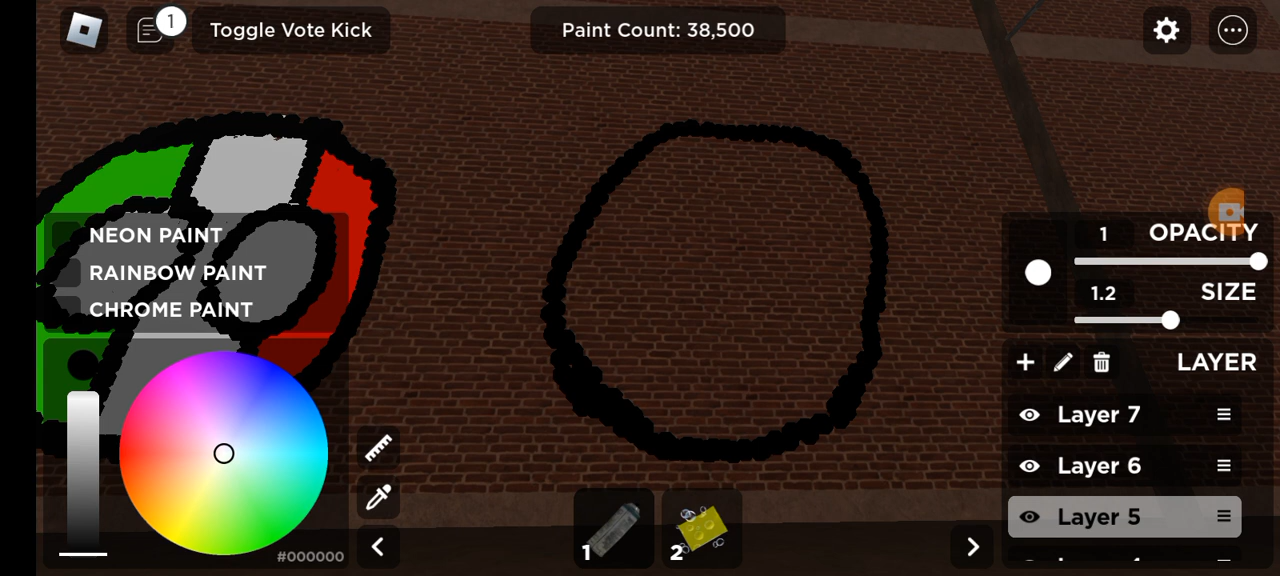 1
Toggle Vote Kick
Paint Count: 38,500
NEON PAINT
RAINBOW PAINT
CHROME PAINT
#000000
1
2
1 OPACITY
1.2 SIZE
LAYER
Layer 7
Layer 6
Layer 5